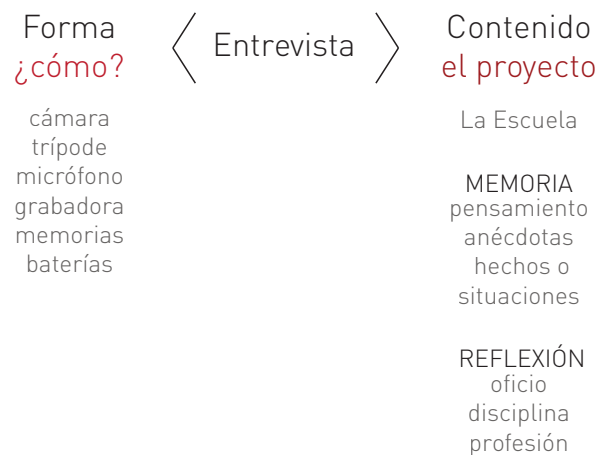 Forma
¿cómo?
cámara
trípode
micrófono
grabadora
memorias
baterías
Entrevista
Contenido
el proyecto
La Escuela
MEMORIA
pensamiento
anécdotas
hechos o
situaciones
REFLEXIÓN
oficio
disciplina
profesión